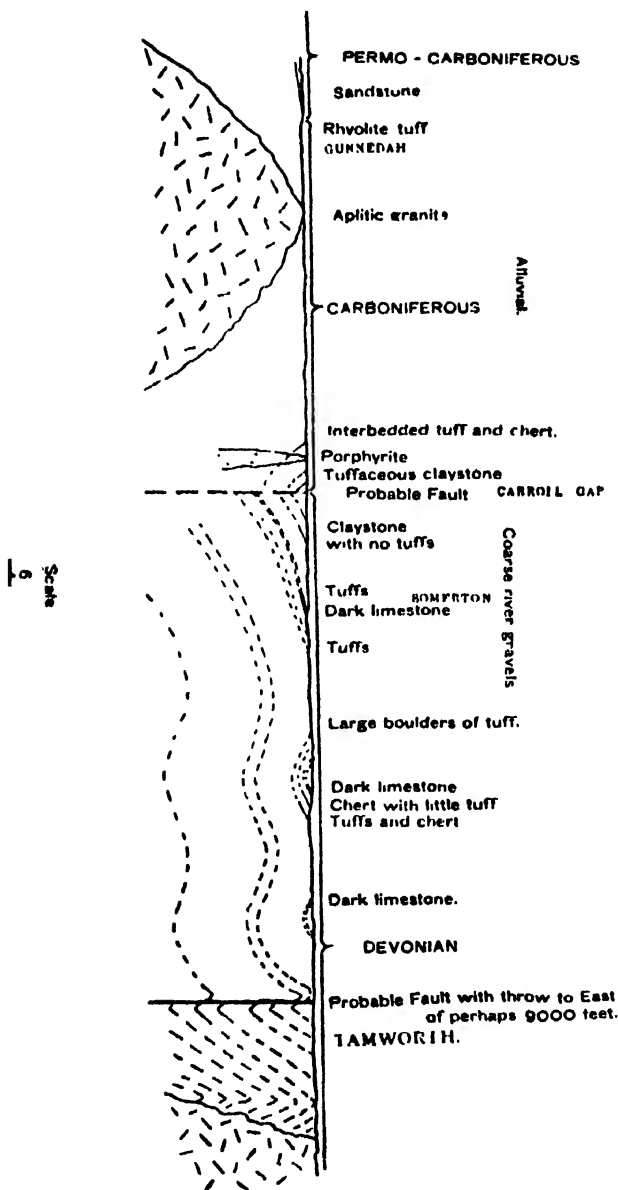 PERMO - CARBONIFEROUS
Sandstone
Rhvolite tuff
GUNNEDAH
Aplitic granite
Alluvial.
CARBONIFEROUS
Interbedded tuff and chert.
Porphyrite
Tuffaceous claystone
Probable Fault CARROLL GAP
Claystone
with no tuffs
Coarse river gravels
Tuffs BOMERTON
Dark limestone
Tuffs
Scale
6
Large boulders of tuff.
Dark limestone
Chert with little tuff
Tuffs and chert
Dark limestone.
DEVONIAN
Probable Fault with throw to East
of perhaps 9000 feet.
TAMWORTH.